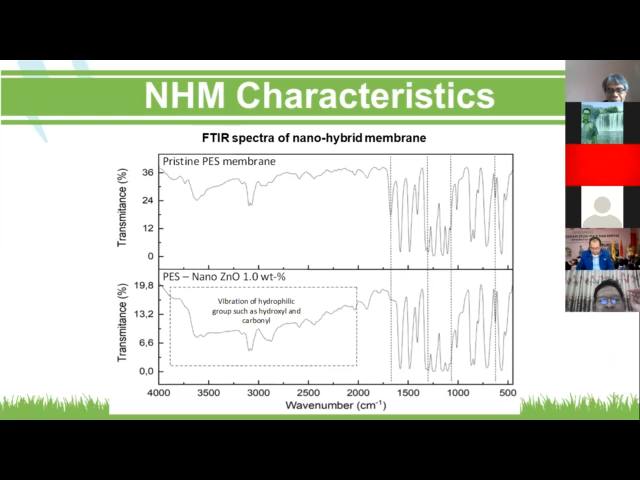 NHM Characteristics
FTIR spectra of nano-hybrid membrane
Pristine PES membrane
Transmitance (%)
36
24
12
0
PES – Nano ZnO 1.0 wt-%
Transmitance (%)
19,8
13,2
6,6
0,0
Vibration of hydrophilic
group such as hydroxyl and
carbonyl
4000 3500 3000 2500 2000 1500 1000 500
Wavenumber (cm⁻¹)